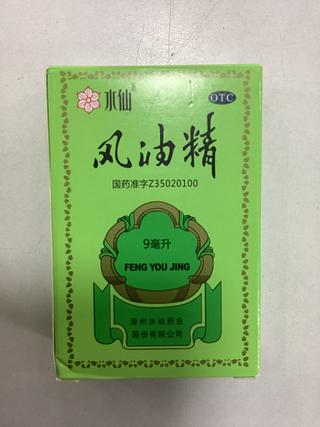 水仙
OTC
风油精
国药准字Z35020100
9毫升
FENG YOU JING
漳州水仙药业
股份有限公司